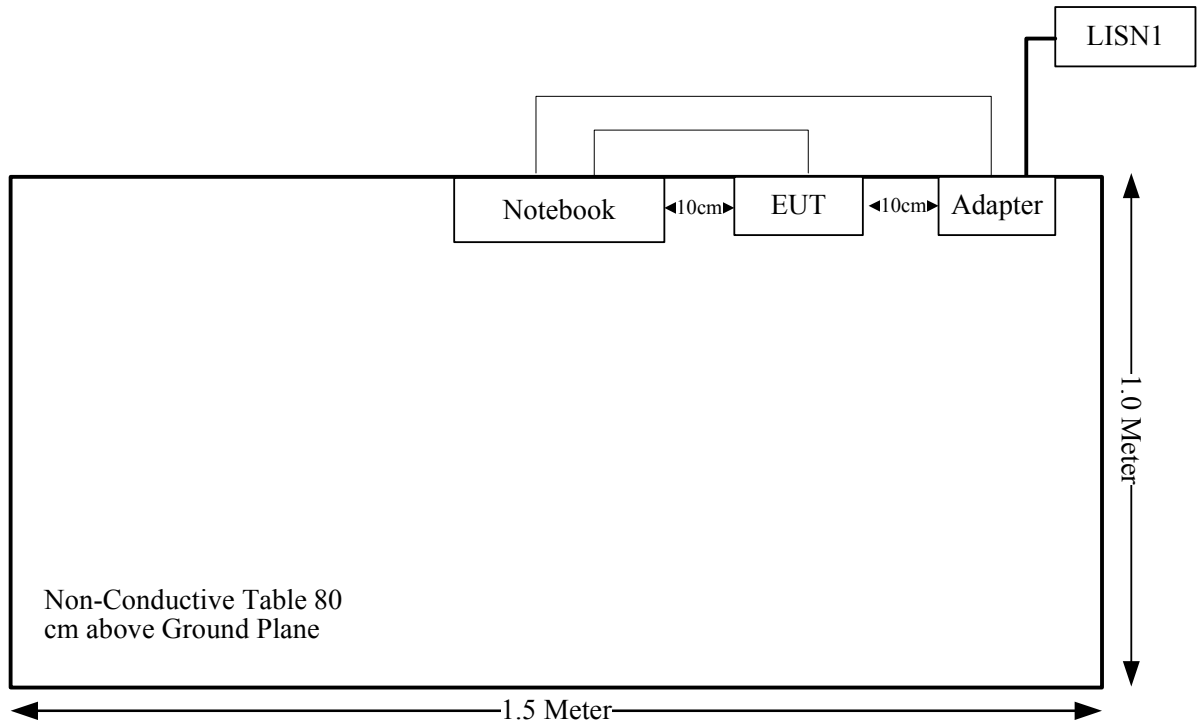 LISN1
Notebook
10cm
EUT
10cm
Adapter
1.0 Meter
Non-Conductive Table 80
cm above Ground Plane
1.5 Meter